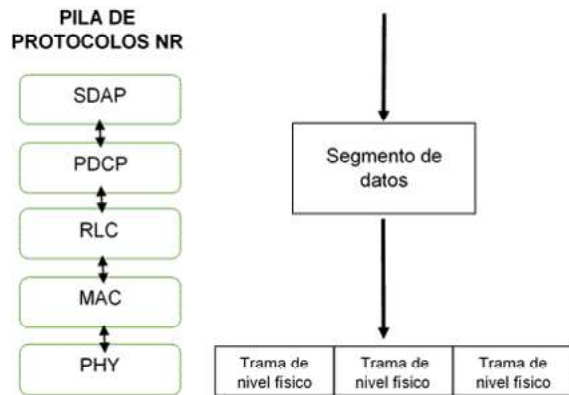 PILA DE
PROTOCOLOS NR
SDAP
PDCP
RLC
MAC
PHY
Segmento de
datos
Trama de
nivel físico
Trama de
nivel físico
Trama de
nivel físico